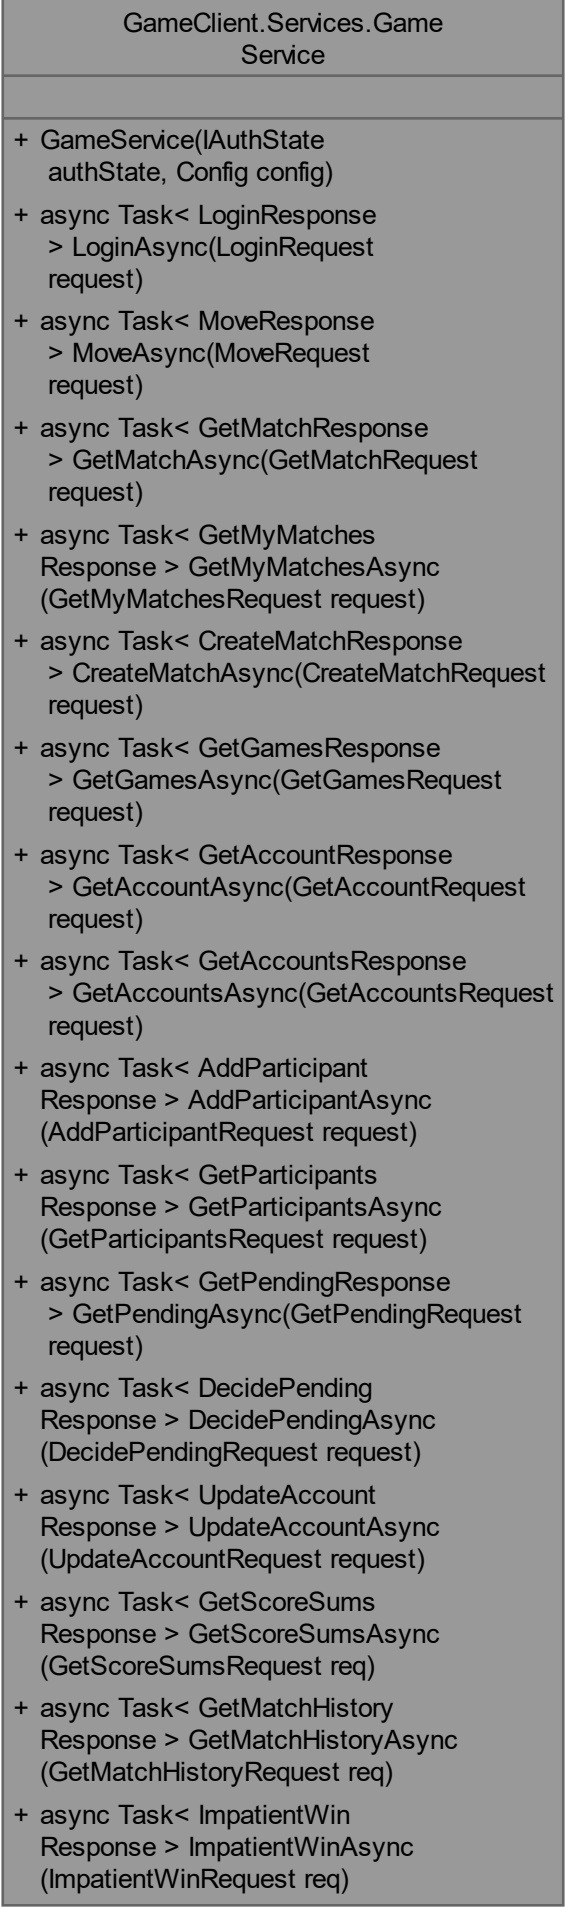 GameClient.Services.Game
Service
+ GameService(IAuthState
authState, Config config)
+ async Task< LoginResponse
> LoginAsync(LoginRequest
request)
+ async Task< MoveResponse
> MoveAsync(MoveRequest
request)
+ async Task< GetMatchResponse
> GetMatchAsync(GetMatchRequest
request)
+ async Task< GetMyMatches
Response > GetMyMatchesAsync
(GetMyMatchesRequest request)
+ async Task< CreateMatchResponse
> CreateMatchAsync(CreateMatchRequest
request)
+ async Task< GetGamesResponse
> GetGamesAsync(GetGamesRequest
request)
+ async Task< GetAccountResponse
> GetAccountAsync(GetAccountRequest
request)
+ async Task< GetAccountsResponse
> GetAccountsAsync(GetAccountsRequest
request)
+ async Task< AddParticipant
Response > AddParticipantAsync
(AddParticipantRequest request)
+ async Task< GetParticipants
Response > GetParticipantsAsync
(GetParticipantsRequest request)
+ async Task< GetPendingResponse
> GetPendingAsync(GetPendingRequest
request)
+ async Task< DecidePending
Response > DecidePendingAsync
(DecidePendingRequest request)
+ async Task< UpdateAccount
Response > UpdateAccountAsync
(UpdateAccountRequest request)
+ async Task< GetScoreSums
Response > GetScoreSumsAsync
(GetScoreSumsRequest req)
+ async Task< GetMatchHistory
Response > GetMatchHistoryAsync
(GetMatchHistoryRequest req)
+ async Task< ImpatientWin
Response > ImpatientWinAsync
(ImpatientWinRequest req)